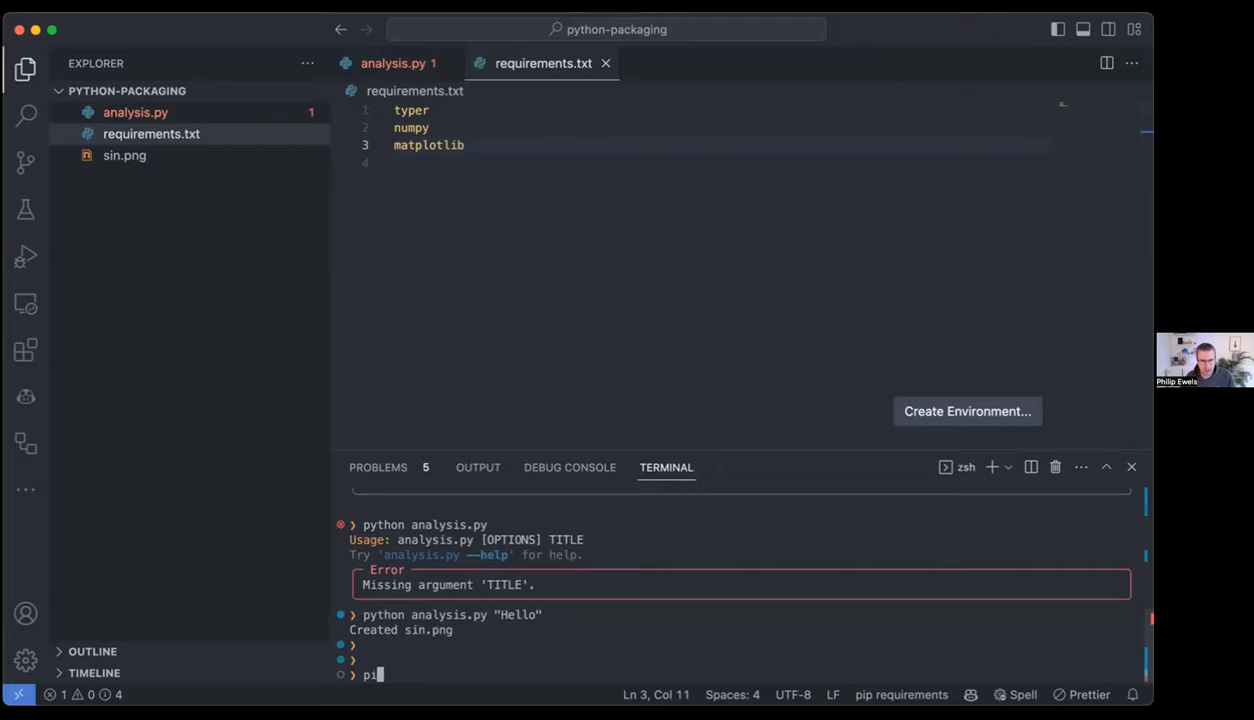 python-packaging
EXPLORER
analysis.py 1
requirements.txt
PYTHON-PACKAGING
requirements.txt
analysis.py 1
1 typer
requirements.txt
2 numpy
3 matplotlib
sin.png
4
Philip Ewels
Create Environment...
PROBLEMS 5 OUTPUT DEBUG CONSOLE TERMINAL
zsh
❯ python analysis.py
Usage: analysis.py [OPTIONS] TITLE
Try 'analysis.py --help' for help.
Error
Missing argument 'TITLE'.
❯ python analysis.py "Hello"
Created sin.png
❯
❯
❯ pi
OUTLINE
TIMELINE
1 0 4
Ln 3, Col 11 Spaces: 4 UTF-8 LF pip requirements Spell Prettier